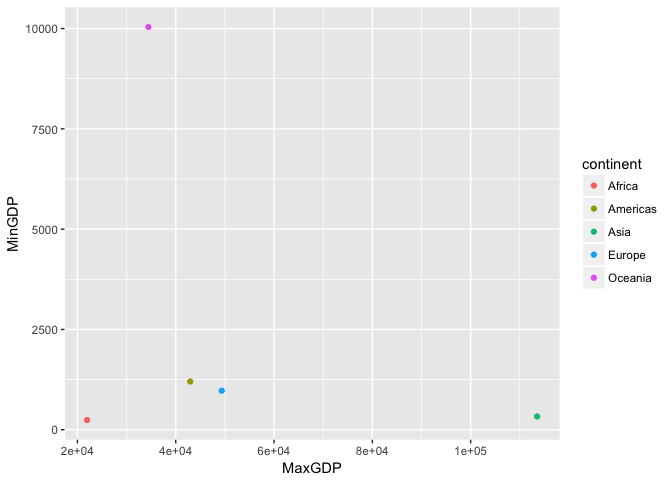 10000
7500
5000
2500
0
MinGDP
2e+04
4e+04
6e+04
8e+04
1e+05
MaxGDP
continent
Africa
Americas
Asia
Europe
Oceania